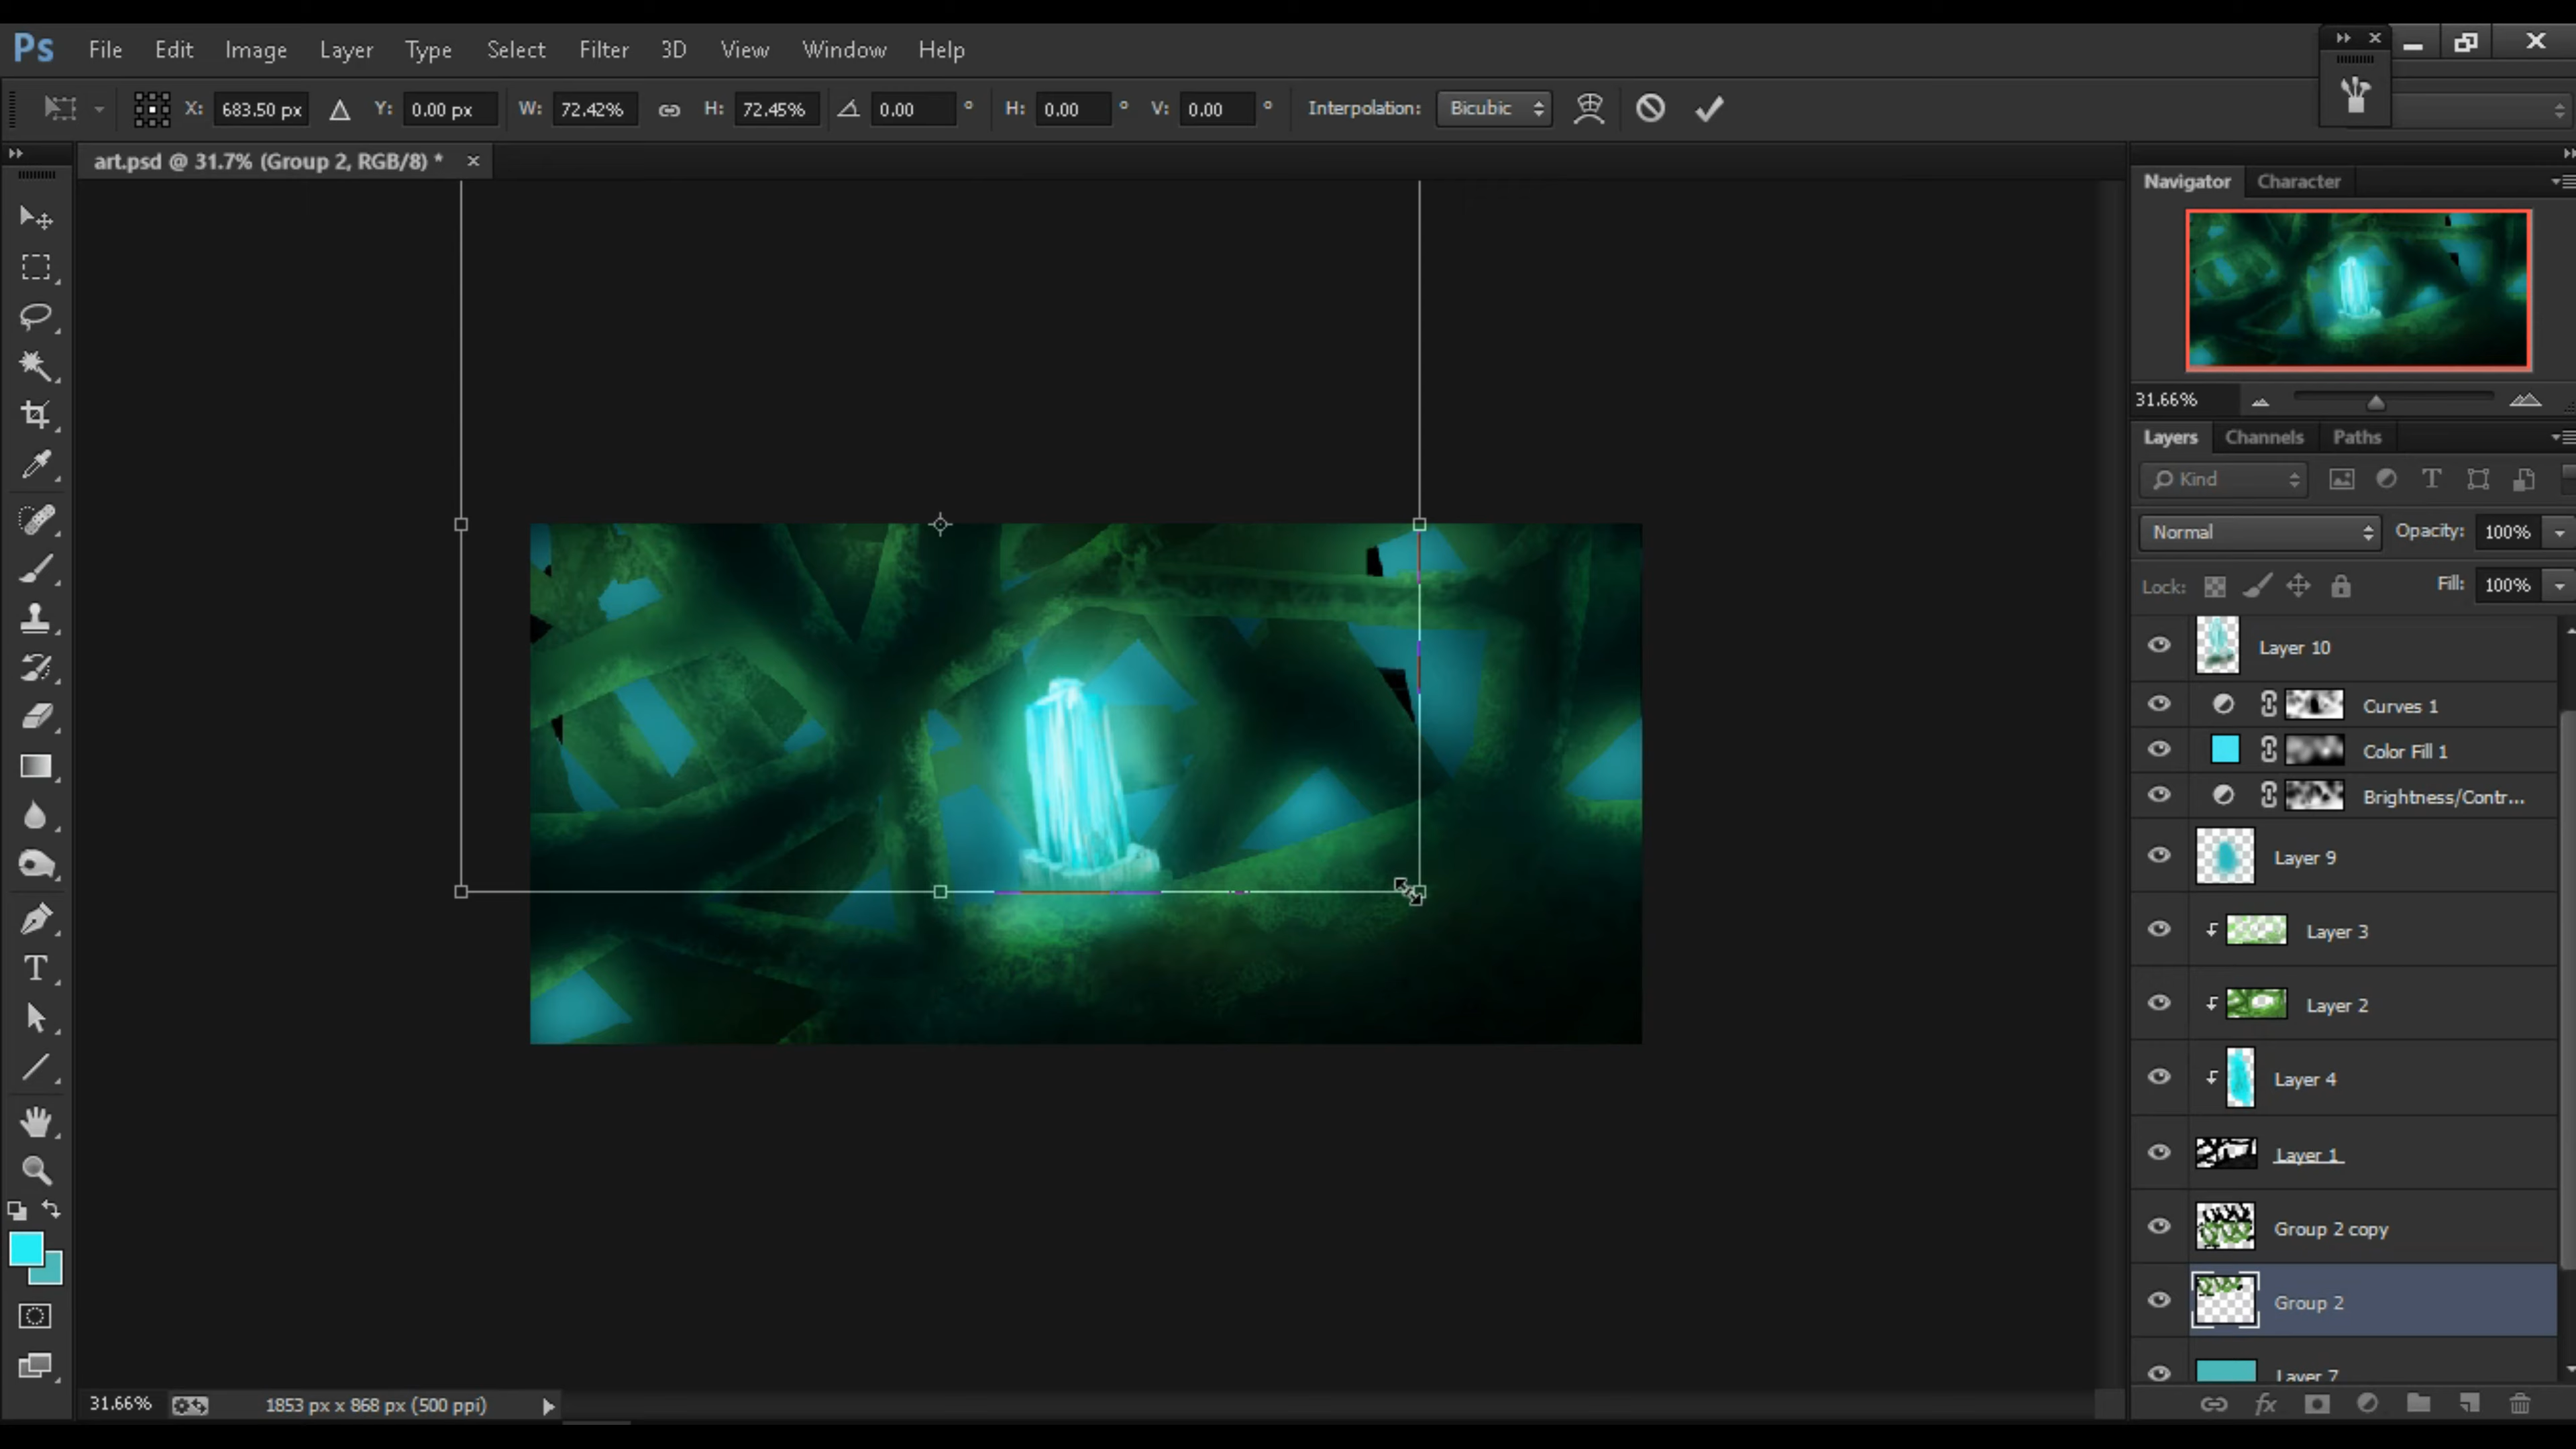 Ps File Edit Image Layer Type Select Filter 3D View Window Help
X: 683.50 px Y: 0.00 px W: 72.42% H: 72.45% 0.00 ° H: 0.00 ° V: 0.00 ° Interpolation: Bicubic
art.psd @ 31.7% (Group 2, RGB/8) *
Navigator Character
31.66%
Layers Channels Paths
Kind
Normal Opacity: 100%
Lock: Fill: 100%
Layer 10
Curves 1
Color Fill 1
Brightness/Contr...
Layer 9
Layer 3
Layer 2
Layer 4
Layer 1
Group 2 copy
Group 2
Layer 7
31.66% 1853 px x 868 px (500 ppi)